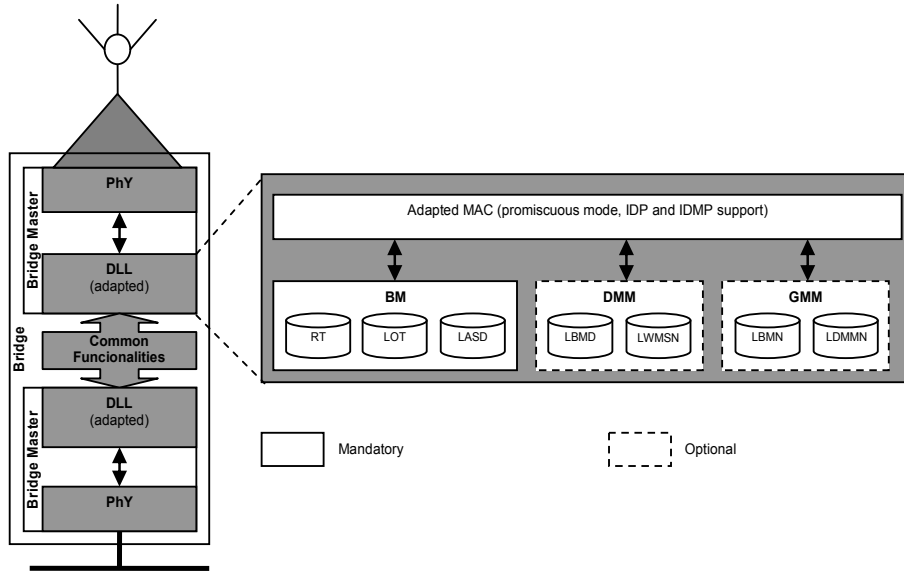 PhY
Bridge Master
DLL
(adapted)
Bridge
Common
Funcionalities
DLL
(adapted)
Bridge Master
PhY
Adapted MAC (promiscuous mode, IDP and IDMP support)
BM
RT
LOT
LASD
DMM
LBMD
LWMSN
GMM
LBMN
LDMMN
Mandatory
Optional